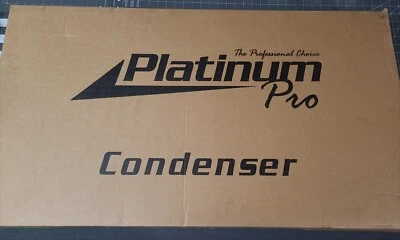 The Professional Choice
Platinum
Pro
Condenser